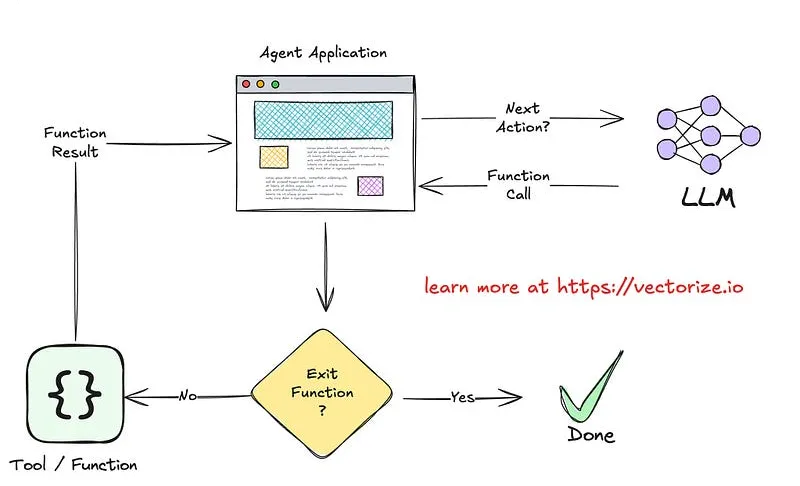 Agent Application
Function
Result
Next
Action?
Function
Call
LLM
learn more at https://vectorize.io
Exit
Function
?
No
Yes
Done
Tool / Function